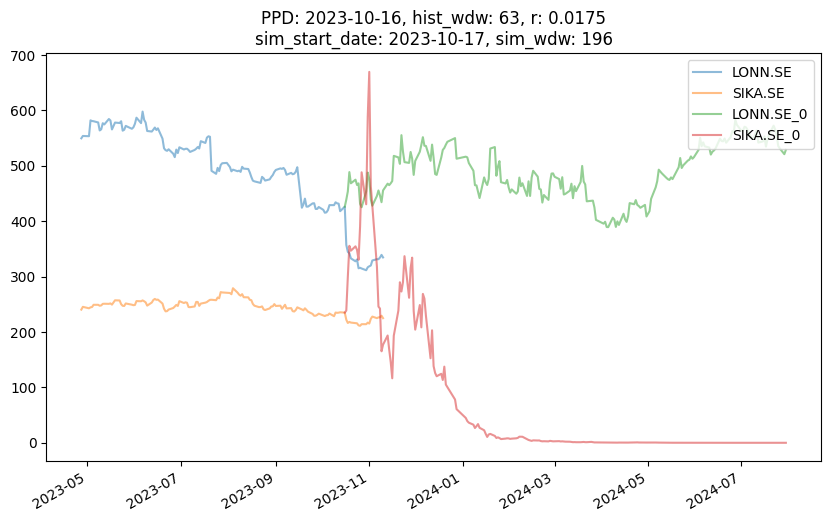 PPD: 2023-10-16, hist_wdw: 63, r: 0.0175
sim_start_date: 2023-10-17, sim_wdw: 196
700
600
500
400
300
200
100
0
LONN.SE
SIKA.SE
LONN.SE_0
SIKA.SE_0
2023-05
2023-07
2023-09
2023-11
2024-01
2024-03
2024-05
2024-07